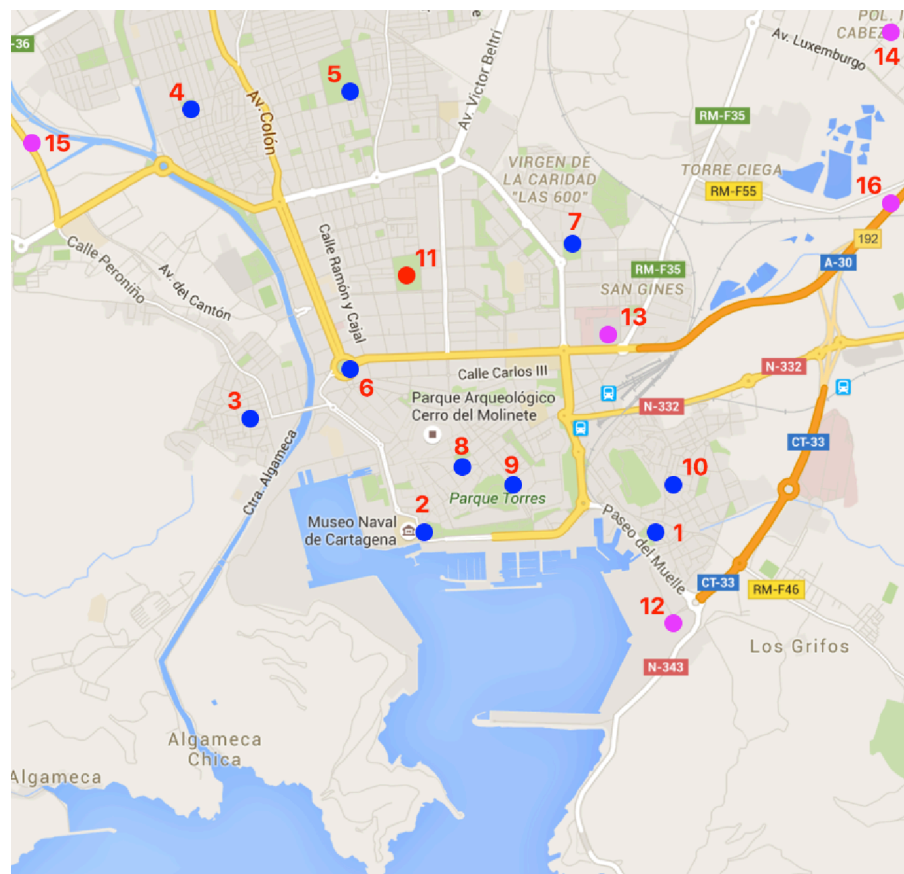 -36
POL. I
CABEZ
Av. Luxemburgo
14
5
4
Av. Colón
Av. Victor Beltri
RM-F35
15
VIRGEN DE
LA CARIDAD
"LAS 600"
TORRE CIEGA
RM-F55
16
7
192
Calle Peroniño
Av. del Cantón
Calle Ramón y Cajal
11
RM-F35
SAN GINES
A-30
13
6
Calle Carlos III
N-332
3
Parque Arqueológico
Cerro del Molinete
N-332
CT-33
Ctra. Algameca
8
9
10
Parque Torres
2
Museo Naval
de Cartagena
Paseo del Muelle
1
CT-33
RM-F46
12
Los Grifos
N-343
Algameca
Chica
Algameca